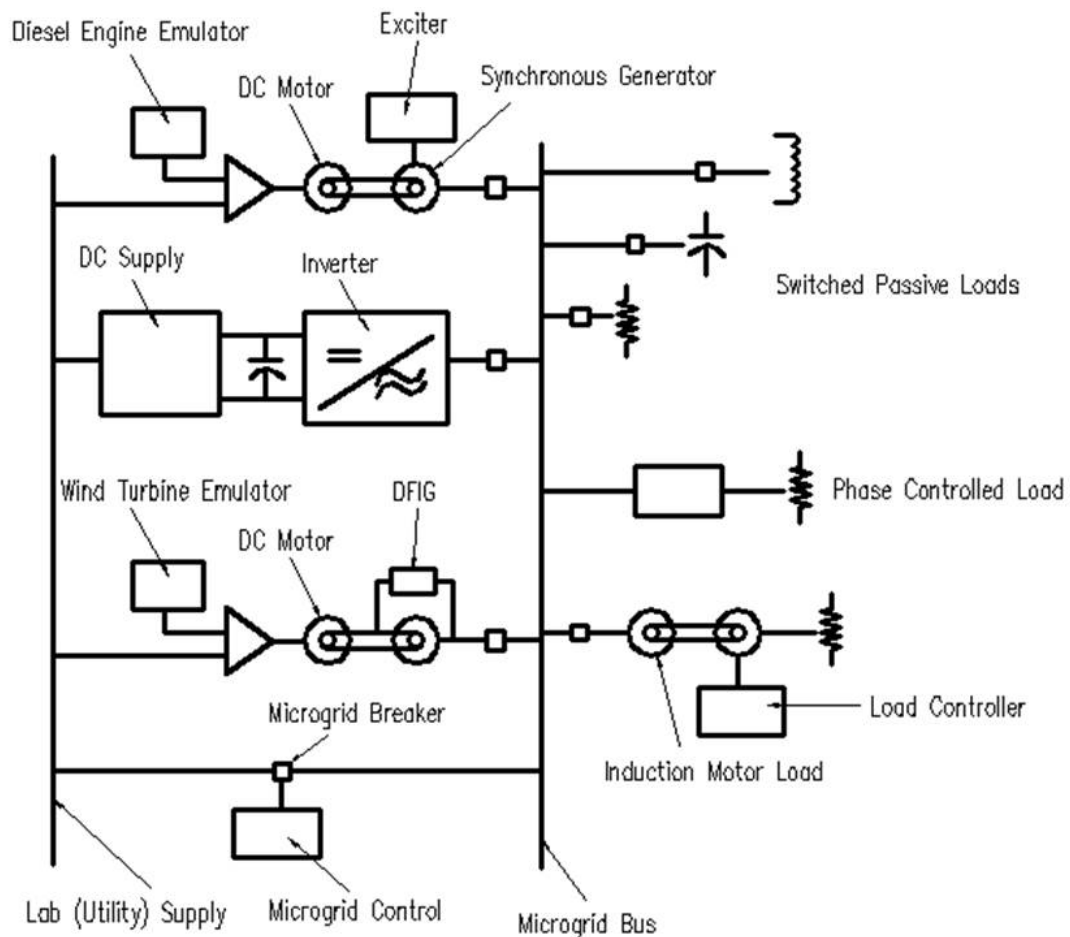 Diesel Engine Emulator
Exciter
DC Motor
Synchronous Generator
DC Supply
Inverter
Switched Passive Loads
Wind Turbine Emulator
DFIG
Phase Controlled Load
DC Motor
Microgrid Breaker
Load Controller
Induction Motor Load
Lab (Utility) Supply
Microgrid Control
Microgrid Bus